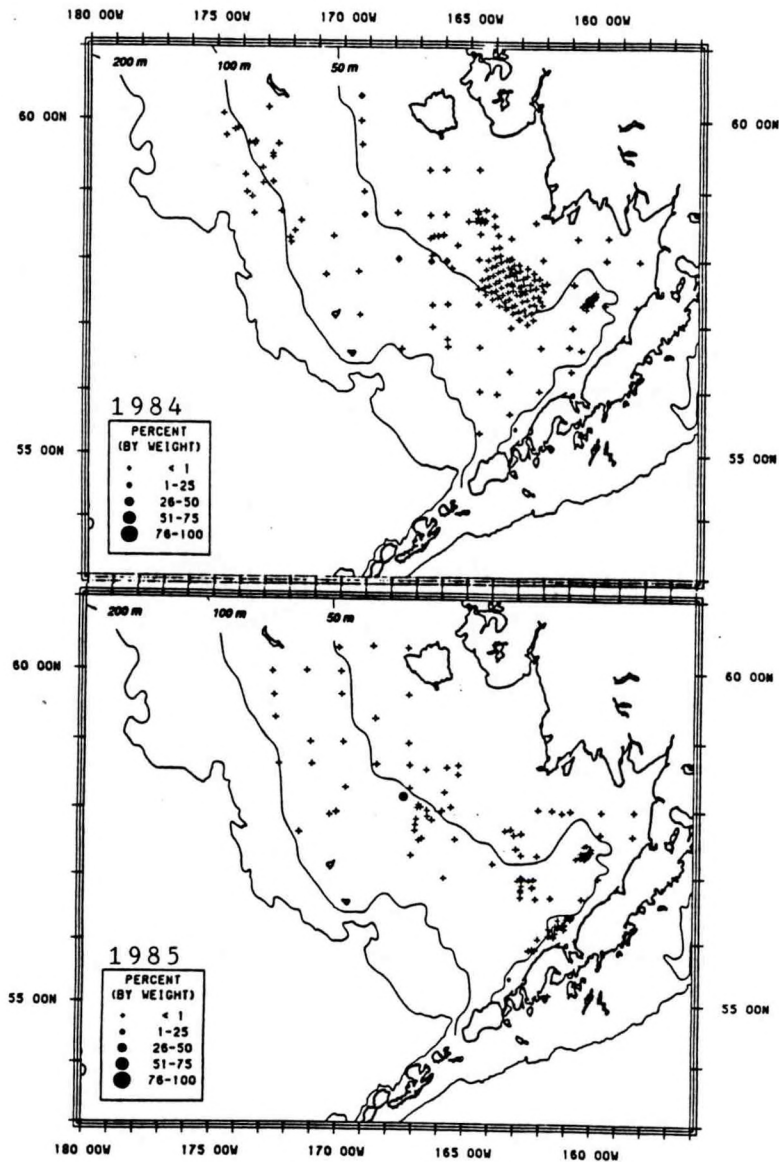 180 00W 175 00W 170 00W 165 00W 160 00W
200 m 100 m 50 m
60 00N 60 00N
1984
PERCENT
(BY WEIGHT)
< 1
1-25
26-50
51-75
76-100
55 00N 55 00N
200 m 100 m 50 m
60 00N 60 00N
1985
PERCENT
(BY WEIGHT)
< 1
1-25
26-50
51-75
76-100
55 00N 55 00N
180 00W 175 00W 170 00W 165 00W 160 00W